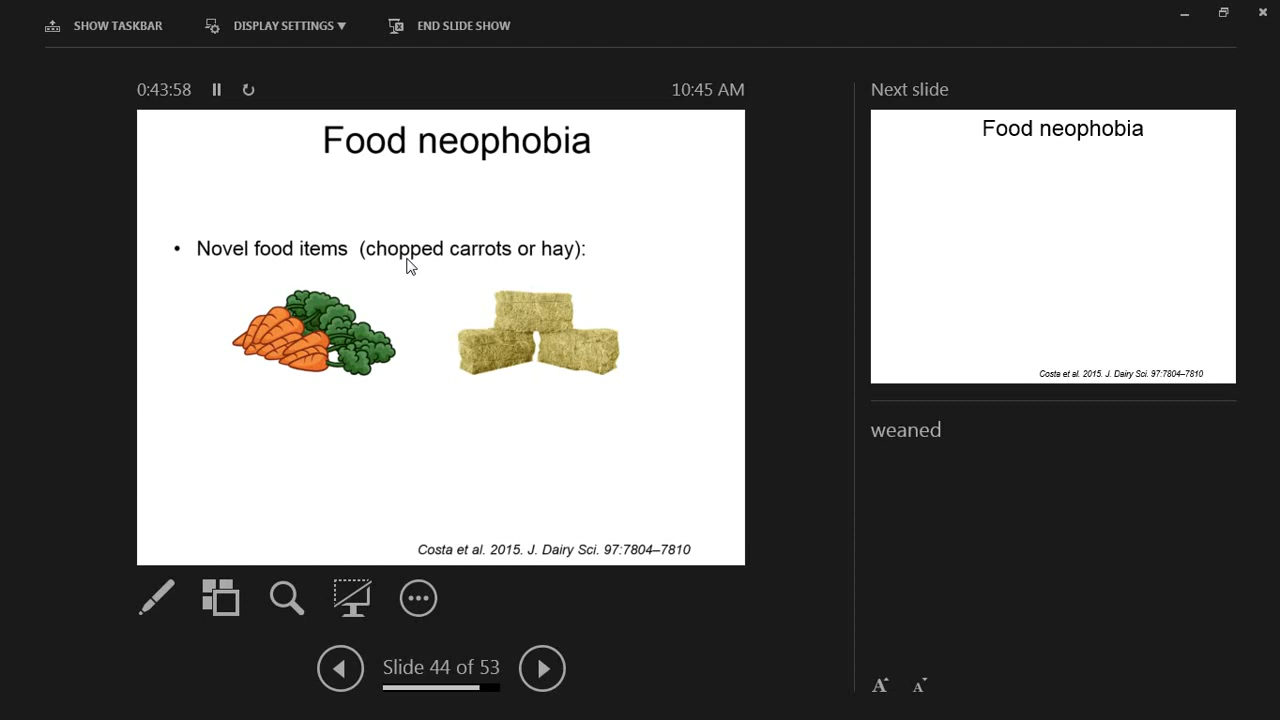 SHOW TASKBAR
DISPLAY SETTINGS ▼
END SLIDE SHOW
0:43:58
10:45 AM
Food neophobia
• Novel food items  (chopped carrots or hay):
Costa et al. 2015. J. Dairy Sci. 97:7804–7810
Slide 44 of 53
Next slide
Food neophobia
Costa et al. 2015. J. Dairy Sci. 97:7804–7810
weaned
A A